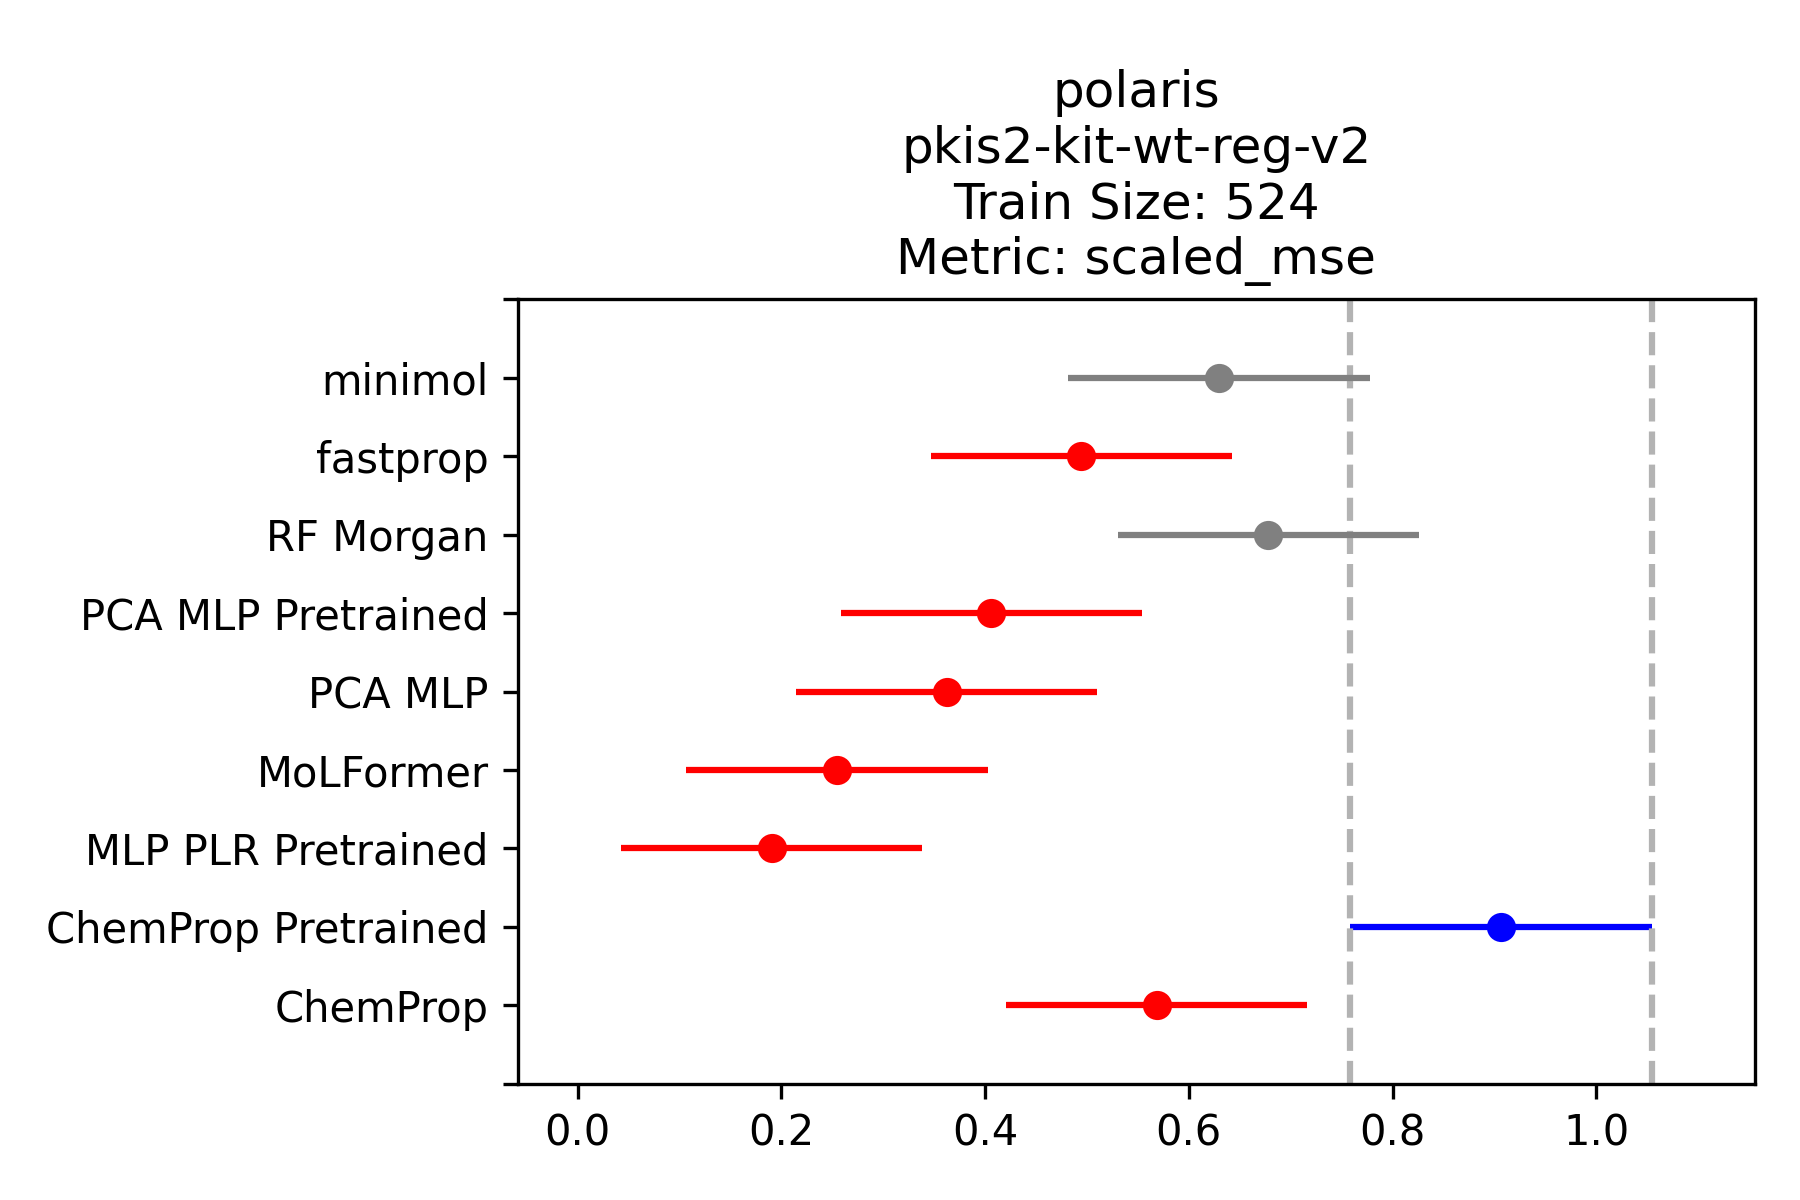 polaris
pkis2-kit-wt-reg-v2
Train Size: 524
Metric: scaled_mse
minimol
fastprop
RF Morgan
PCA MLP Pretrained
PCA MLP
MoLFormer
MLP PLR Pretrained
ChemProp Pretrained
ChemProp
0.0 0.2 0.4 0.6 0.8 1.0